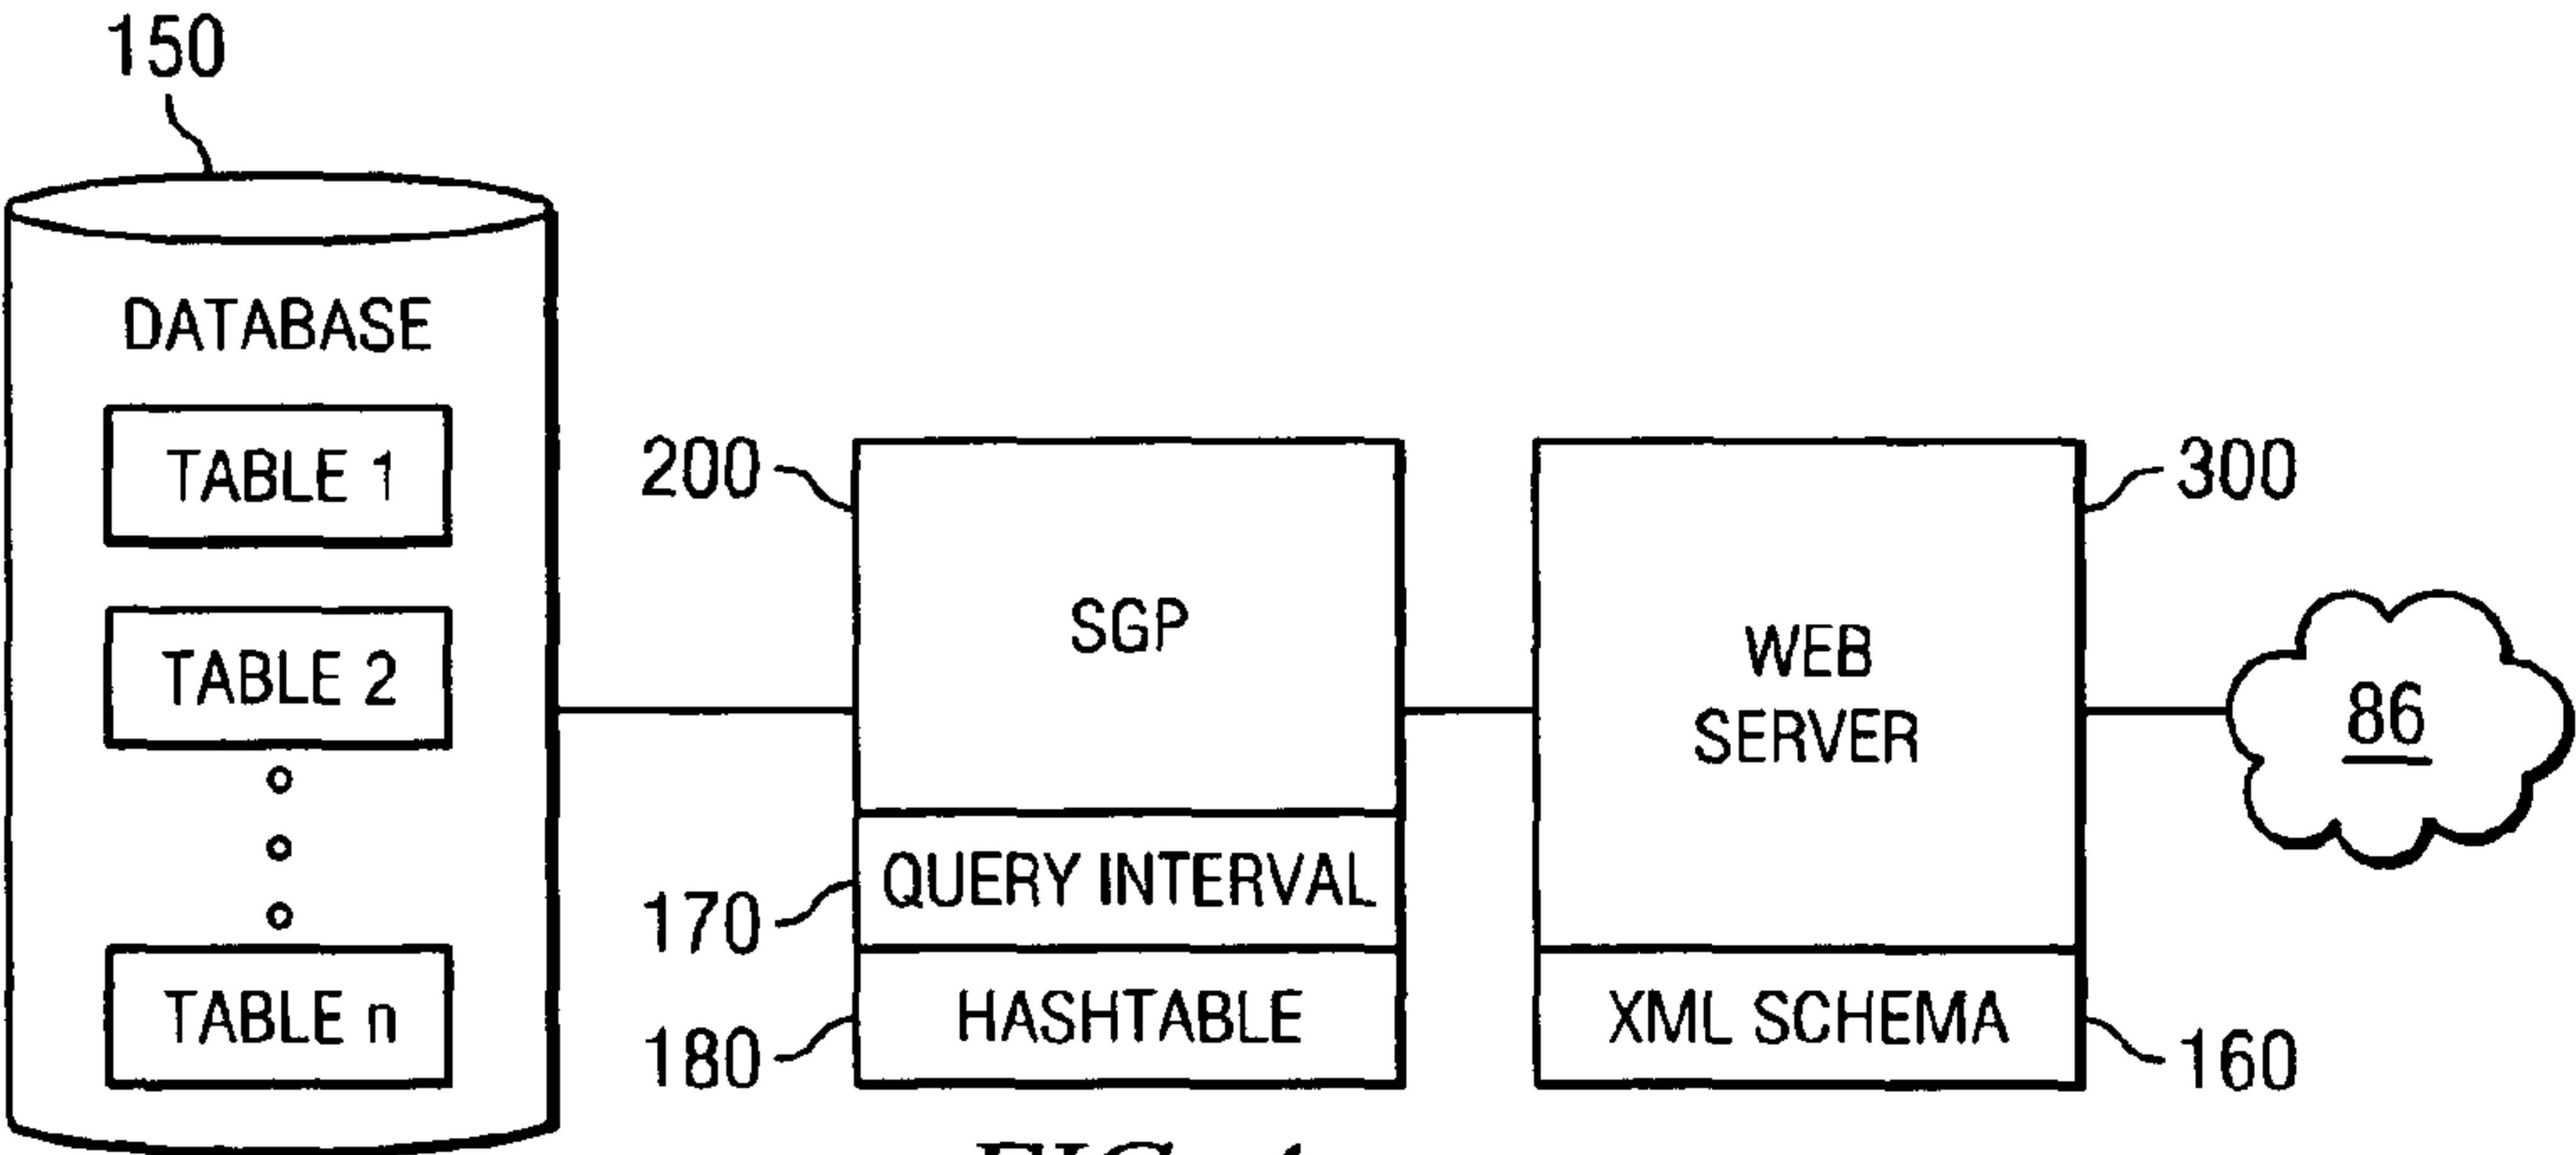 150
DATABASE
TABLE 1
TABLE 2
TABLE n
200
SGP
170
QUERY INTERVAL
180
HASHTABLE
300
WEB
SERVER
XML SCHEMA
160
86